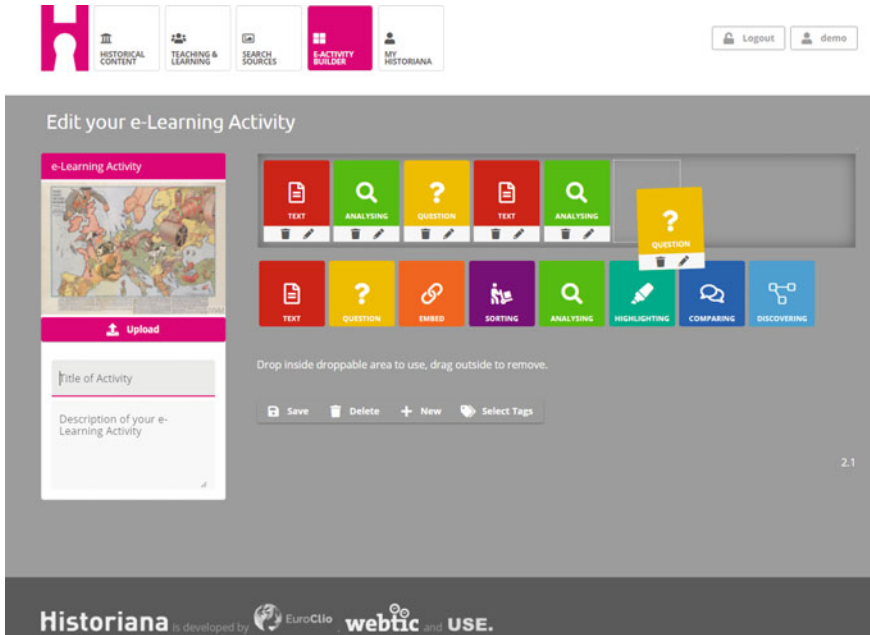 HISTORICAL
CONTENT
TEACHING &
LEARNING
SEARCH
SOURCES
E-ACTIVITY
BUILDER
MY
HISTORIANA
Logout
demo
Edit your e-Learning Activity
e-Learning Activity
TEXT
ANALYSING
QUESTION
TEXT
ANALYSING
QUESTION
TEXT
QUESTION
EMBED
SORTING
ANALYSING
HIGHLIGHTING
COMPARING
DISCOVERING
Upload
Title of Activity
Description of your e-
Learning Activity
Drop inside droppable area to use, drag outside to remove.
Save Delete New Select Tags
2.1
Historiana is developed by EuroClio, webtic and USE.